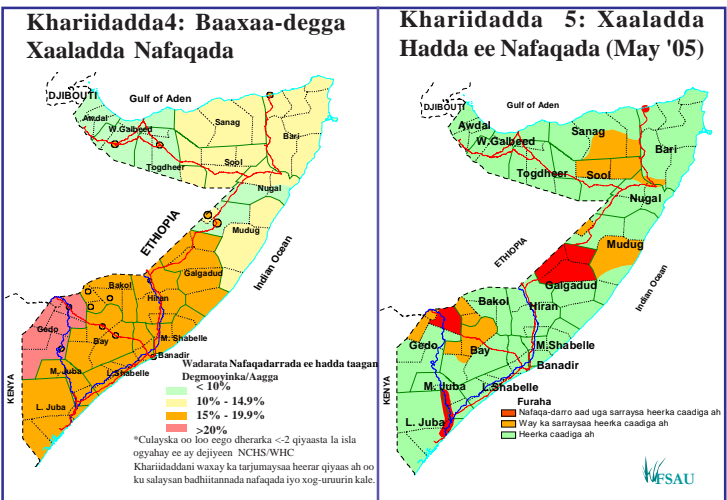 Khariidadda4: Baaxaa-degga
Xaaladda Nafaqada
DJIBOUTI
Gulf of Aden
Awdal
W.Galbeed
Sanag
Bari
Togdheer
Sool
Nugal
ETHIOPIA
Mudug
Indian Ocean
Galgadud
Bakol
Hiran
Gedo
Bay
M. Shabelle
Banadir
M. Juba
L.Shabelle
KENYA
L. Juba
Wadarata Nafaqadarrada ee hadda taagan
Degmooyinka/Aagga
< 10%
10% - 14.9%
15% - 19.9%
>20%
*Culayska oo loo eego dherarka <-2 qiyaasta la isla
ogyahay ee ay dejiyeen NCHS/WHC
Khariidaddani waxay ka tarjumaysaa heerar qiyaas ah oo
ku salaysan badhiitannada nafaqada iyo xog-uruurin kale.
Khariidadda 5: Xaaladda
Hadda ee Nafaqada (May '05)
DJIBOUTI
Gulf of Aden
Awdal
W.Galbeed
Sanag
Bari
Togdheer
Sool
Nugal
ETHIOPIA
Mudug
Indian Ocean
Galgadud
Bakol
Hiran
Gedo
Bay
M.Shabelle
Banadir
M. Juba
L.Shabelle
KENYA
L. Juba
Furaha
Nafaqa-darro aad uga sarraysa heerka caadiga ah
Way ka sarraysaa heerka caadiga ah
Heerka caadiga ah
FSAU